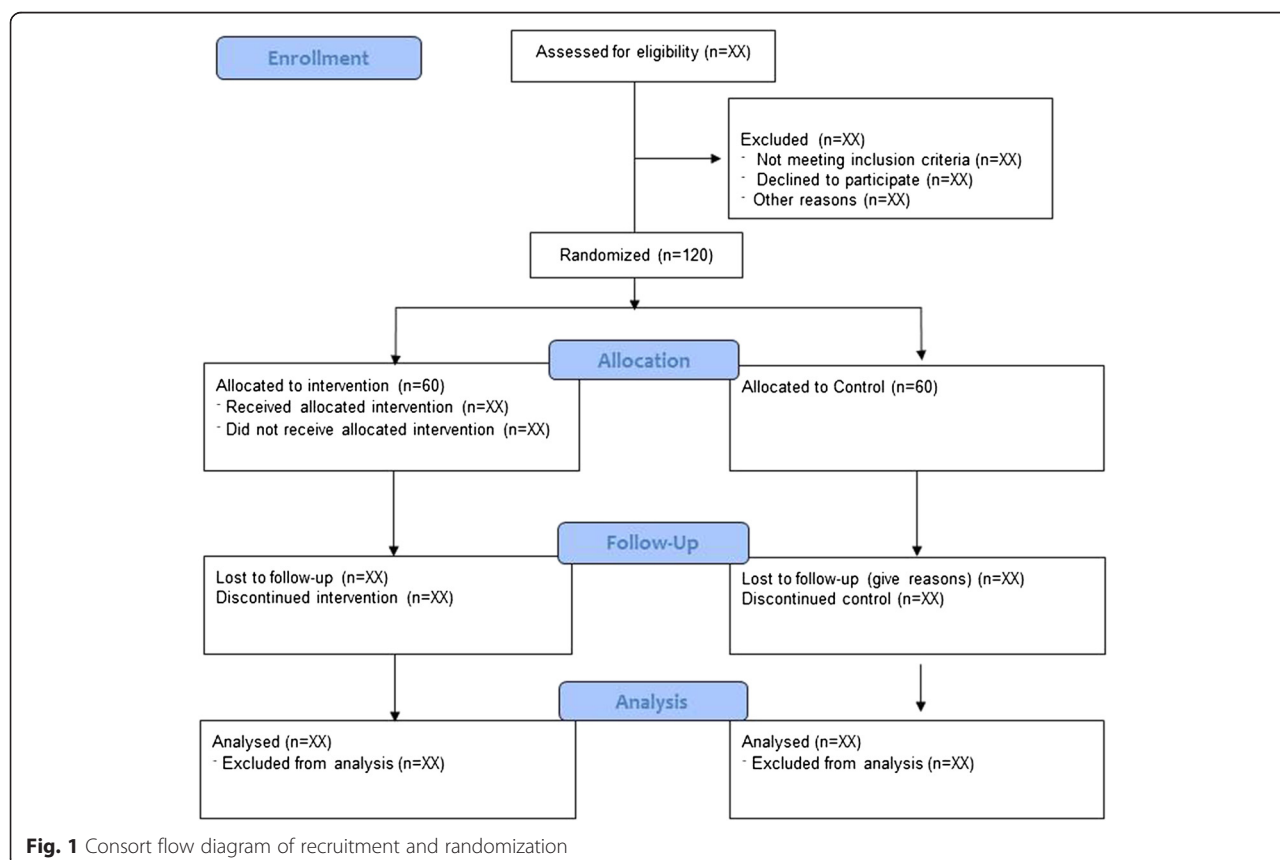 Enrollment
Assessed for eligibility (n=XX)
Excluded (n=XX)
- Not meeting inclusion criteria (n=XX)
- Declined to participate (n=XX)
- Other reasons (n=XX)
Randomized (n=120)
Allocation
Allocated to intervention (n=60)
- Received allocated intervention (n=XX)
- Did not receive allocated intervention (n=XX)
Allocated to Control (n=60)
Follow-Up
Lost to follow-up (n=XX)
Discontinued intervention (n=XX)
Lost to follow-up (give reasons) (n=XX)
Discontinued control (n=XX)
Analysis
Analysed (n=XX)
- Excluded from analysis (n=XX)
Analysed (n=XX)
- Excluded from analysis (n=XX)
Fig. 1 Consort flow diagram of recruitment and randomization